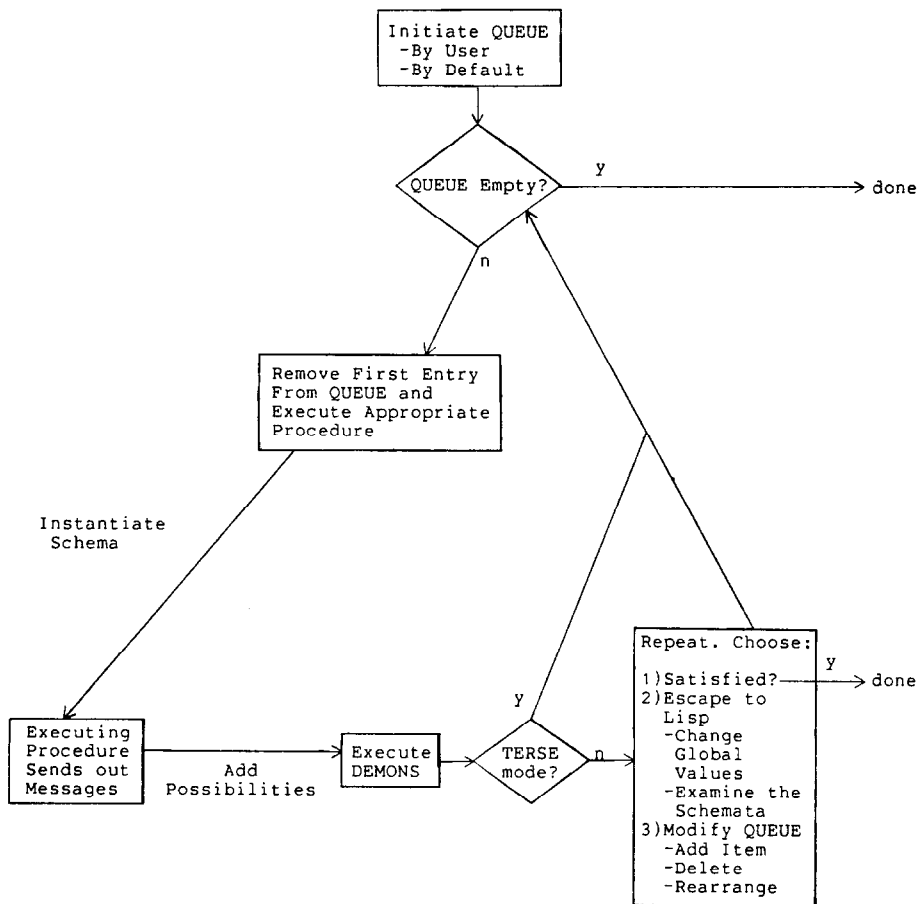 Initiate QUEUE
-By User
-By Default
QUEUE Empty?
y
done
n
Remove First Entry
From QUEUE and
Execute Appropriate
Procedure
Instantiate
Schema
Executing
Procedure
Sends out
Messages
Add
Possibilities
Execute
DEMONS
TERSE
mode?
y
n
Repeat. Choose:
1)Satisfied?
y
done
2)Escape to
Lisp
-Change
Global
Values
-Examine the
Schemata
3)Modify QUEUE
-Add Item
-Delete
-Rearrange